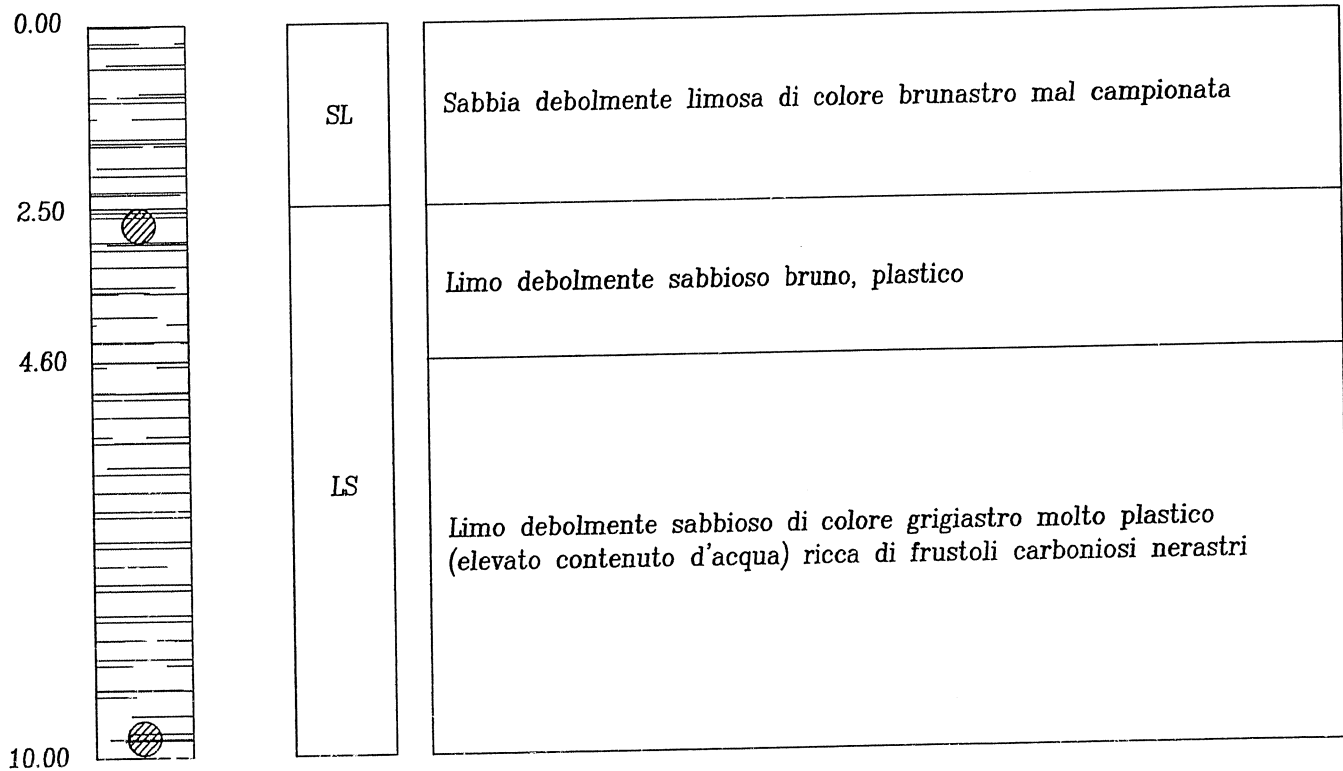 0.00
SL
Sabbia debolmente limosa di colore brunastro mal campionata
2.50
Limo debolmente sabbioso bruno, plastico
4.60
LS
Limo debolmente sabbioso di colore grigiastro molto plastico
(elevato contenuto d'acqua) ricca di frustoli carboniosi nerastri
10.00